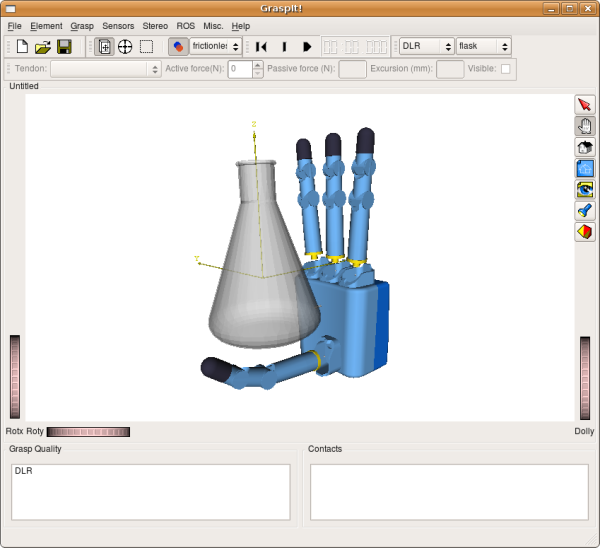 GraspIt!
File Element Grasp Sensors Stereo ROS Misc. Help
frictionle: DLR flask
Tendon: Active force(N): 0 Passive force (N): Excursion (mm): Visible:
Untitled
Z
Y
Rotx Roty Dolly
Grasp Quality Contacts
DLR